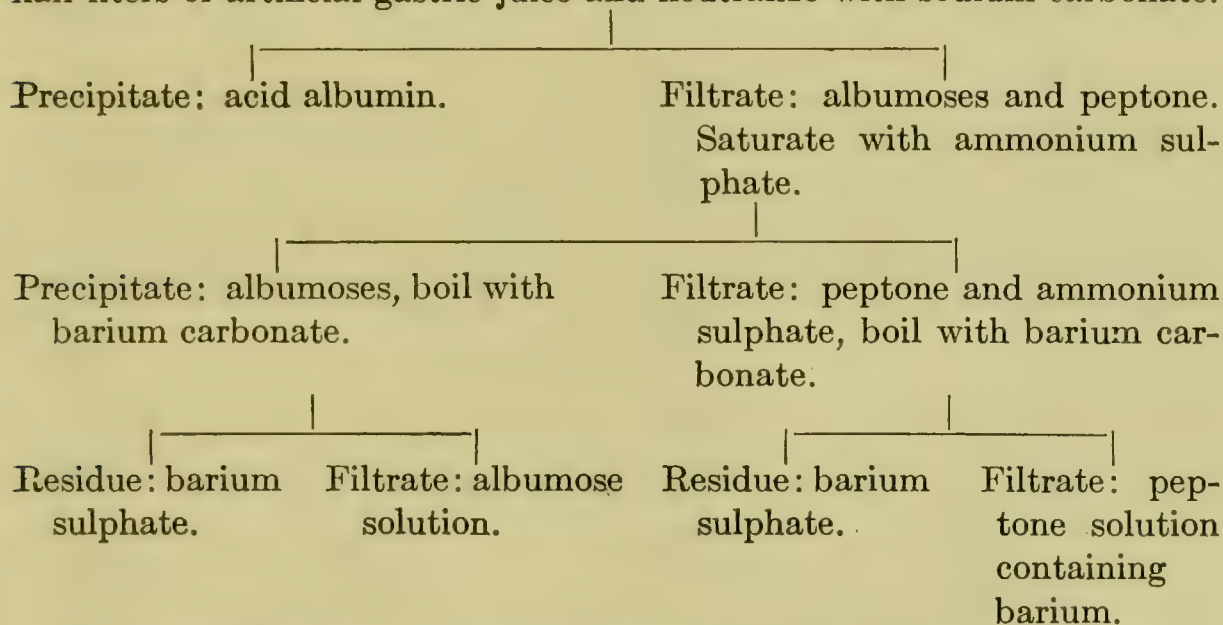 Precipitate: acid albumin.
Filtrate: albumoses and peptone.
Saturate with ammonium sul-
phate.
Precipitate: albumoses, boil with
barium carbonate.
Filtrate: peptone and ammonium
sulphate, boil with barium car-
bonate.
Residue: barium
sulphate.
Filtrate: albumose
solution.
Residue: barium
sulphate.
Filtrate: pep-
tone solution
containing
barium.